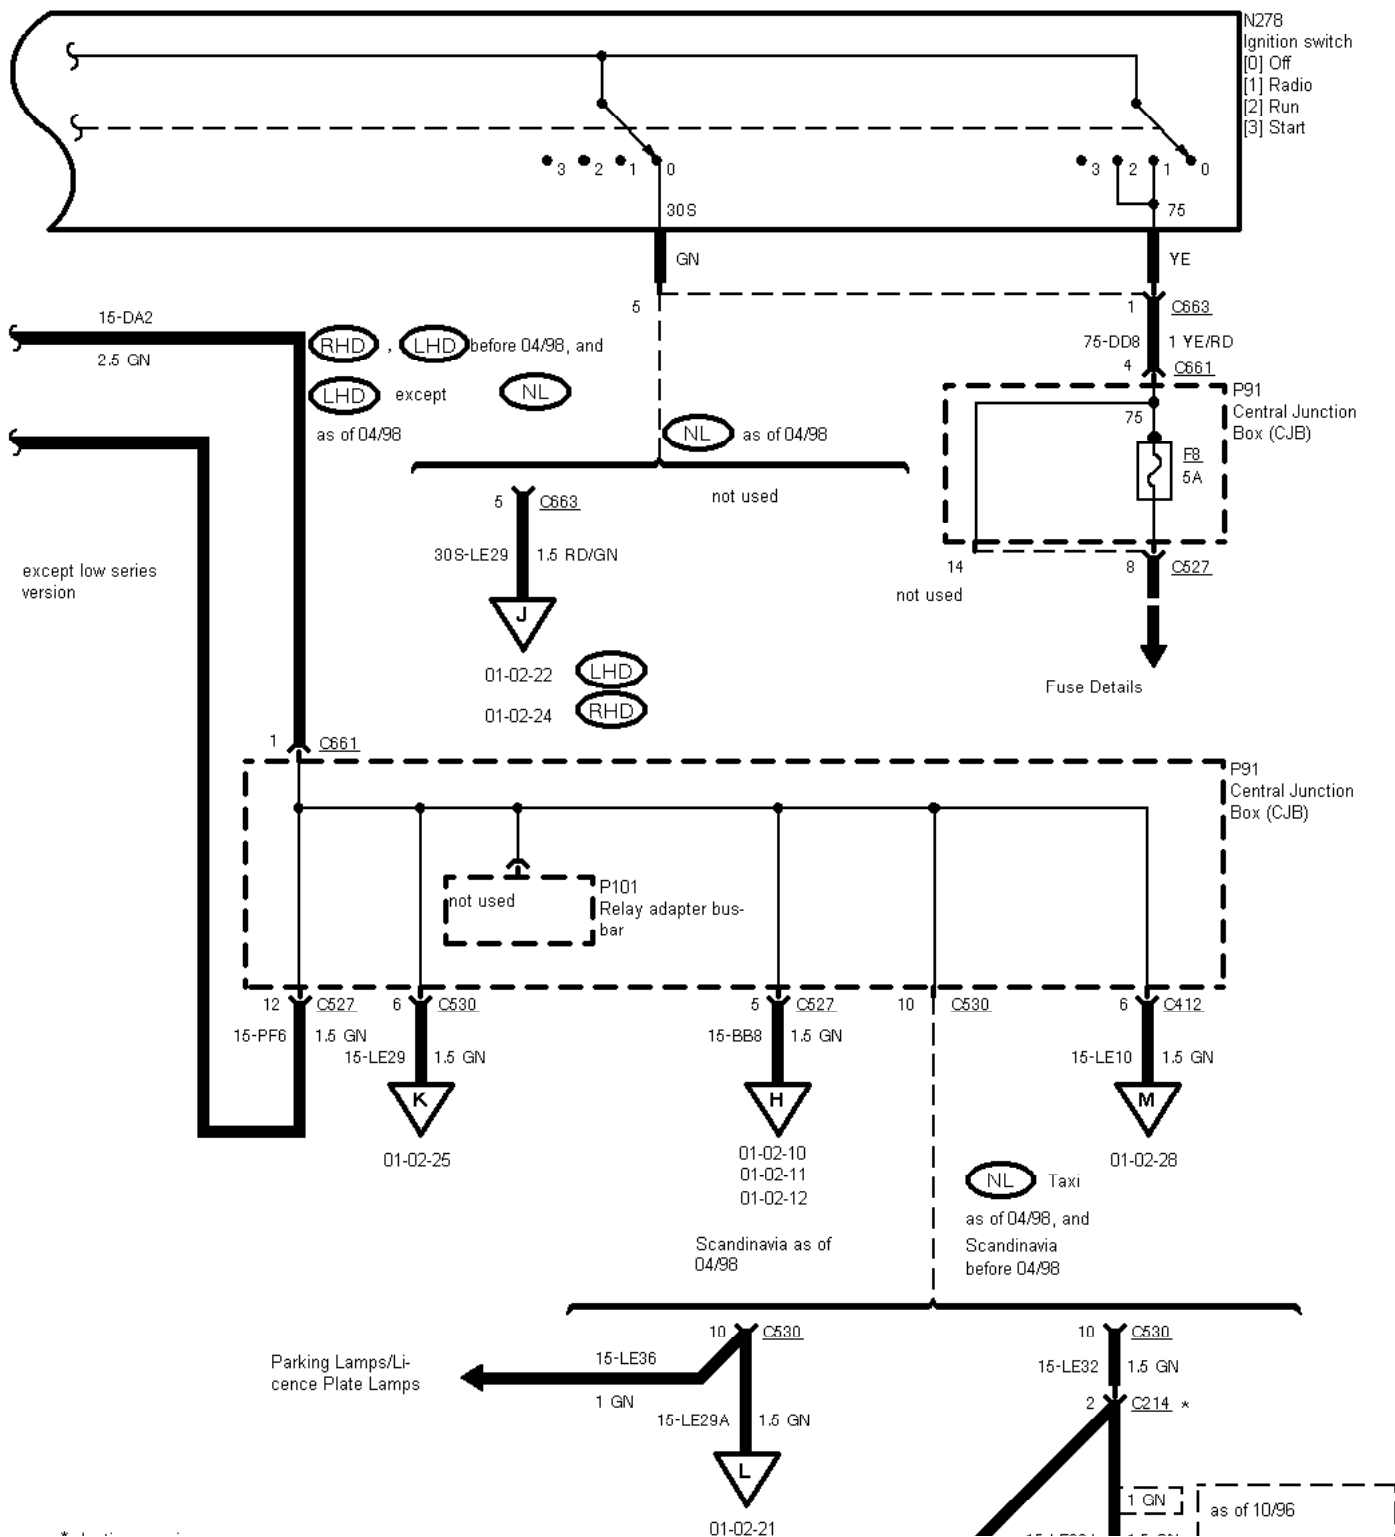 N278
Ignition switch
[0] Off
[1] Radio
[2] Run
[3] Start
3 2 1 0
3 2 1 0
30S
75
GN
YE
5
1 C663
15-DA2
2.5 GN
RHD , LHD before 04/98, and
LHD except NL
as of 04/98
75-DD8 1 YE/RD
4 C661
P91
Central Junction
Box (CJB)
75
F8
5A
NL as of 04/98
not used
5 C663
30S-LE29 1.5 RD/GN
J
01-02-22 LHD
01-02-24 RHD
14
not used
8 C527
Fuse Details
except low series
version
1 C661
P91
Central Junction
Box (CJB)
not used
P101
Relay adapter bus-
bar
12 C527
6 C530
5 C527
10 C530
6 C412
15-PF6 1.5 GN
15-LE29 1.5 GN
15-BB8 1.5 GN
15-LE10 1.5 GN
K
H
M
01-02-25
01-02-10
01-02-11
01-02-12
01-02-28
NL Taxi
as of 04/98, and
Scandinavia
before 04/98
Scandinavia as of
04/98
10 C530
10 C530
Parking Lamps/Li-
cence Plate Lamps
15-LE36
1 GN
15-LE29A 1.5 GN
L
01-02-21
15-LE32 1.5 GN
2 C214 *
1 GN
as of 10/96